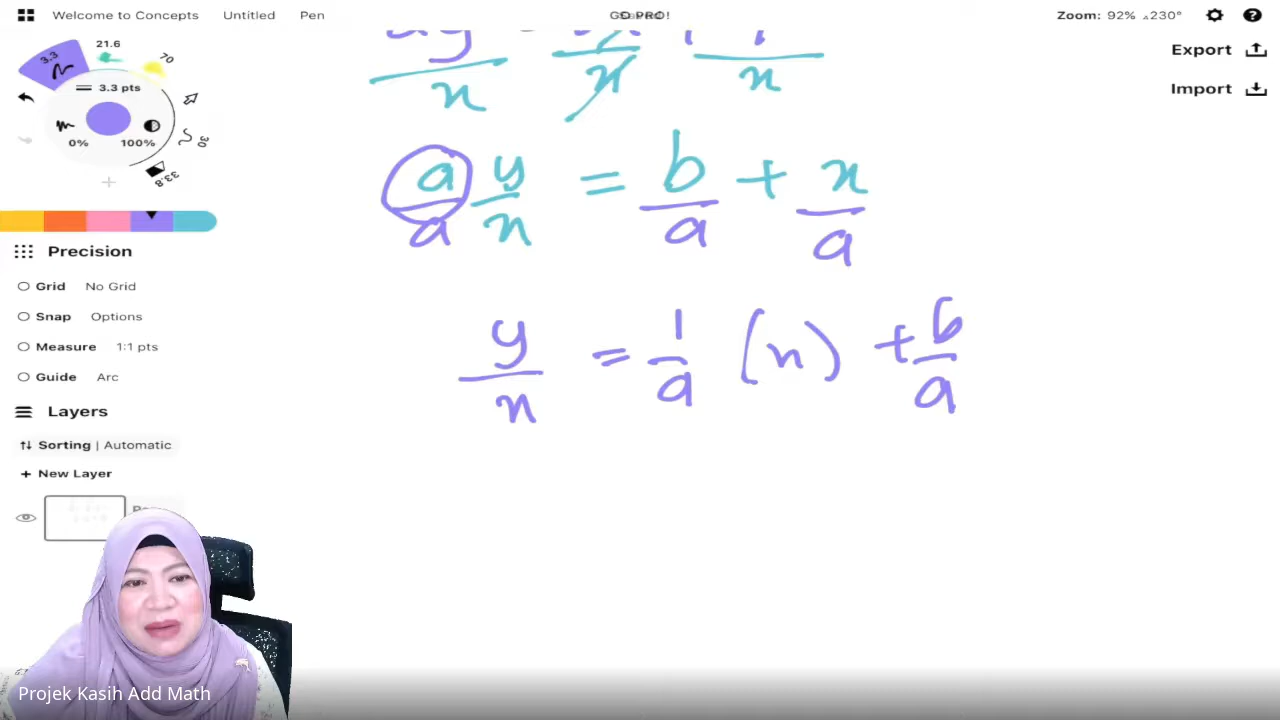 Welcome to Concepts Untitled Pen Zoom: 92% 230°
Export
Import
21.6
3.3
70
3.3 pts
0% 100%
30
33.8
Precision
Grid No Grid
Snap Options
Measure 1:1 pts
Guide Arc
Layers
Sorting | Automatic
+ New Layer
ay/x = bx/x + /x
a/a y/x = b/a + x/a
y/x = 1/a (x) + b/a
Projek Kasih Add Math